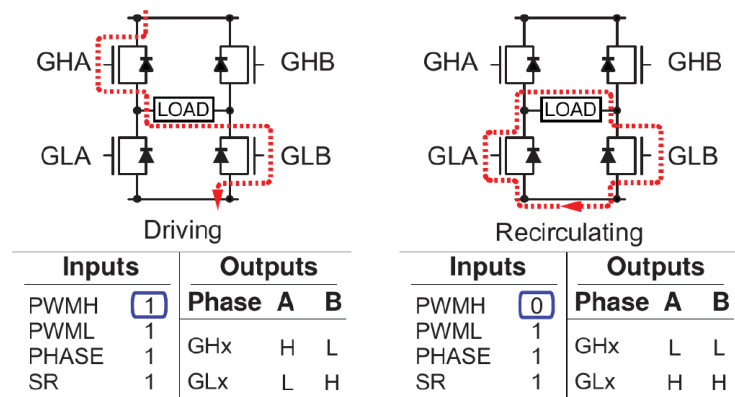 GHA GHB
LOAD
GLA GLB
Driving
Inputs Outputs
PWMH 1 Phase A B
PWML 1
PHASE 1 GHx H L
SR 1 GLx L H
GHA GHB
LOAD
GLA GLB
Recirculating
Inputs Outputs
PWMH 0 Phase A B
PWML 1
PHASE 1 GHx L L
SR 1 GLx H H